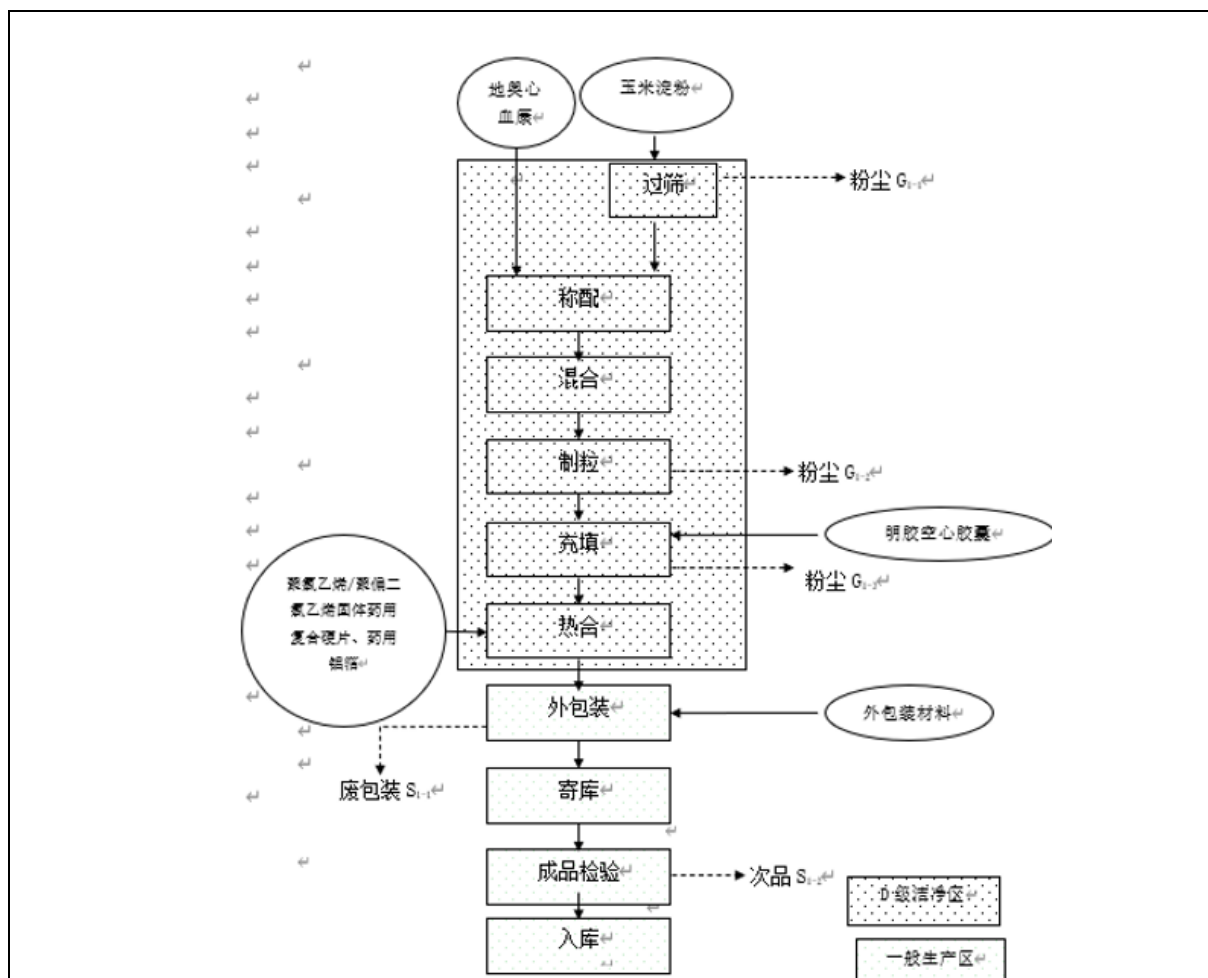 地奥心
血康
玉米淀粉
过筛
粉尘 G₁₋₁
称配
混合
制粒
粉尘 G₁₋₂
充填
明胶空心胶囊
粉尘 G₁₋₃
聚氯乙烯/聚偏二
氯乙烯固体药用
复合硬片、药用
铝箔
热合
外包装
外包装材料
废包装 S₁₋₁
寄库
成品检验
次品 S₁₋₂
D 级洁净区
入库
一般生产区